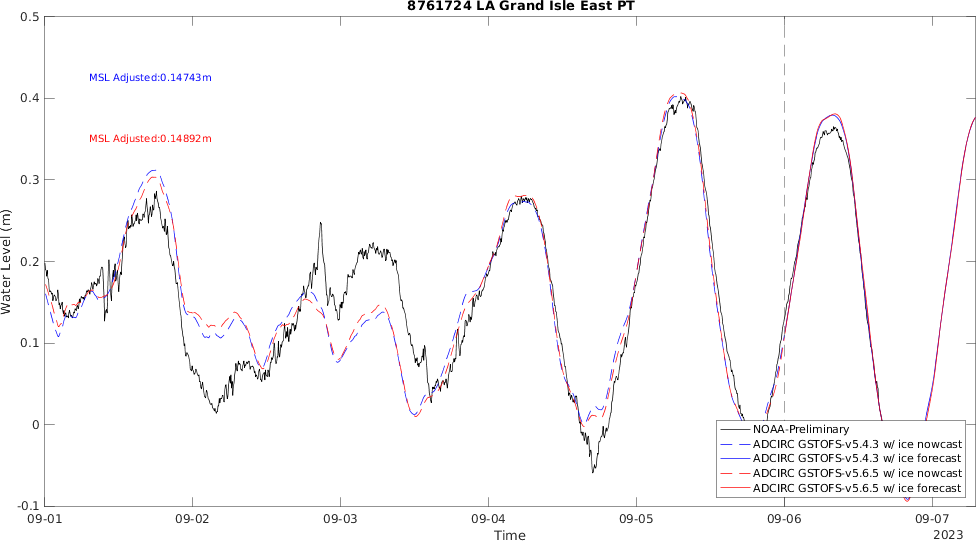 8761724 LA Grand Isle East PT
0.5
MSL Adjusted:0.14743m
0.4
MSL Adjusted:0.14892m
0.3
Water Level (m)
0.2
0.1
0
NOAA-Preliminary
ADCIRC GSTOFS-v5.4.3 w/ ice nowcast
ADCIRC GSTOFS-v5.4.3 w/ ice forecast
ADCIRC GSTOFS-v5.6.5 w/ ice nowcast
ADCIRC GSTOFS-v5.6.5 w/ ice forecast
-0.1
09-01 09-02 09-03 09-04 09-05 09-06 09-07
Time
2023